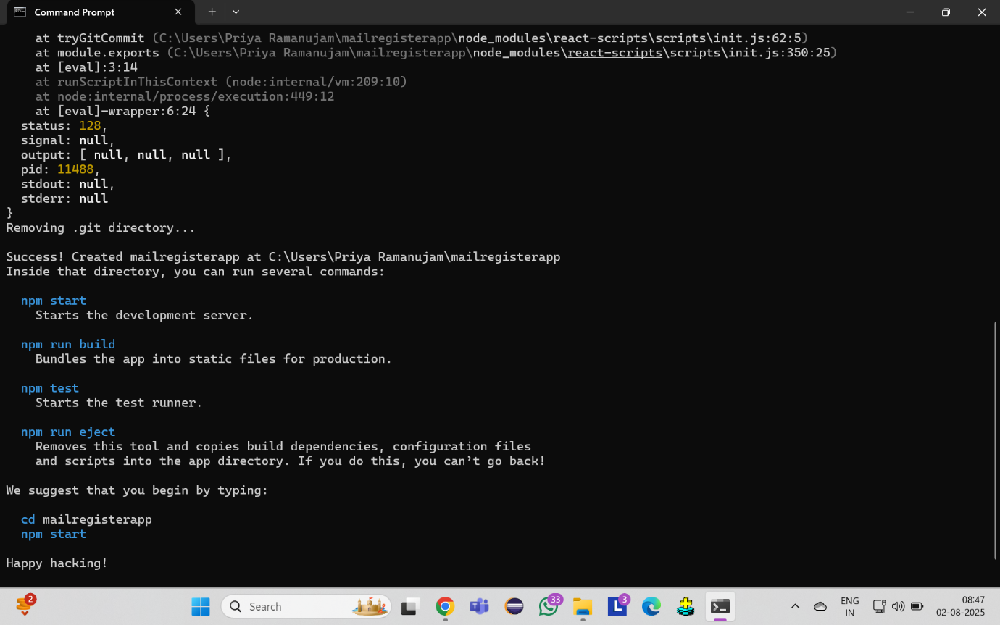 Command Prompt
at tryGitCommit (C:\Users\Priya Ramanujam\mailregisterapp\node_modules\react-scripts\scripts\init.js:62:5)
at module.exports (C:\Users\Priya Ramanujam\mailregisterapp\node_modules\react-scripts\scripts\init.js:350:25)
at [eval]:3:14
at runScriptInThisContext (node:internal/vm:209:10)
at node:internal/process/execution:449:12
at [eval]-wrapper:6:24 {
status: 128,
signal: null,
output: [ null, null, null ],
pid: 11488,
stdout: null,
stderr: null
}
Removing .git directory...
Success! Created mailregisterapp at C:\Users\Priya Ramanujam\mailregisterapp
Inside that directory, you can run several commands:
npm start
Starts the development server.
npm run build
Bundles the app into static files for production.
npm test
Starts the test runner.
npm run eject
Removes this tool and copies build dependencies, configuration files
and scripts into the app directory. If you do this, you can’t go back!
We suggest that you begin by typing:
cd mailregisterapp
npm start
Happy hacking!
2
Search
T
33
L
3
ENG
IN
08:47
02-08-2025